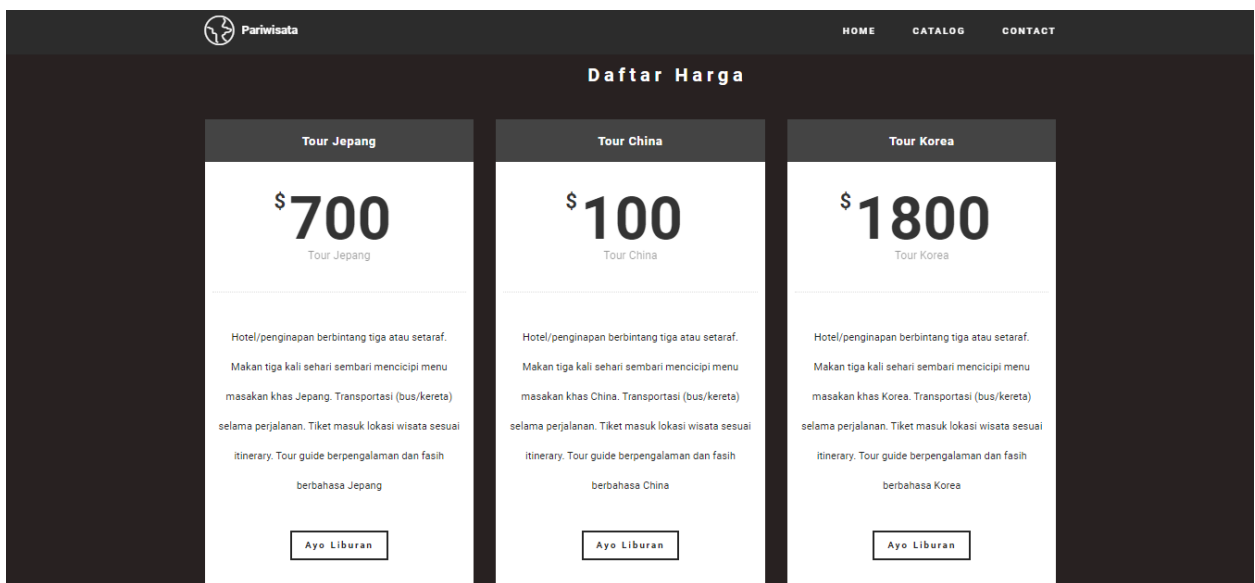 Pariwisata
HOME CATALOG CONTACT
Daftar Harga
Tour Jepang
$700
Tour Jepang
Hotel/penginapan berbintang tiga atau setaraf.
Makan tiga kali sehari sembari mencicipi menu
masakan khas Jepang. Transportasi (bus/kereta)
selama perjalanan. Tiket masuk lokasi wisata sesuai
itinerary. Tour guide berpengalaman dan fasih
berbahasa Jepang
Ayo Liburan
Tour China
$100
Tour China
Hotel/penginapan berbintang tiga atau setaraf.
Makan tiga kali sehari sembari mencicipi menu
masakan khas China. Transportasi (bus/kereta)
selama perjalanan. Tiket masuk lokasi wisata sesuai
itinerary. Tour guide berpengalaman dan fasih
berbahasa China
Ayo Liburan
Tour Korea
$1800
Tour Korea
Hotel/penginapan berbintang tiga atau setaraf.
Makan tiga kali sehari sembari mencicipi menu
masakan khas Korea. Transportasi (bus/kereta)
selama perjalanan. Tiket masuk lokasi wisata sesuai
itinerary. Tour guide berpengalaman dan fasih
berbahasa Korea
Ayo Liburan